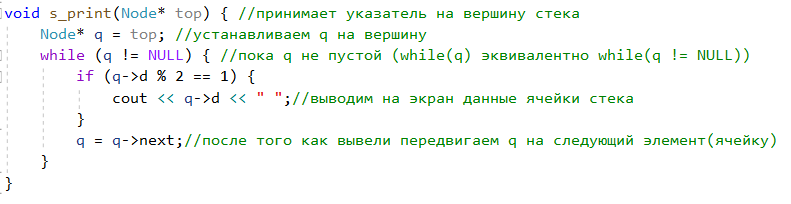 void s_print(Node* top) { //принимает указатель на вершину стека
    Node* q = top; //устанавливаем q на вершину
    while (q != NULL) { //пока q не пустой (while(q) эквивалентно while(q != NULL))
        if (q->d % 2 == 1) {
            cout << q->d << " ";//выводим на экран данные ячейки стека
        }
        q = q->next;//после того как вывели передвигаем q на следующий элемент(ячейку)
    }
}